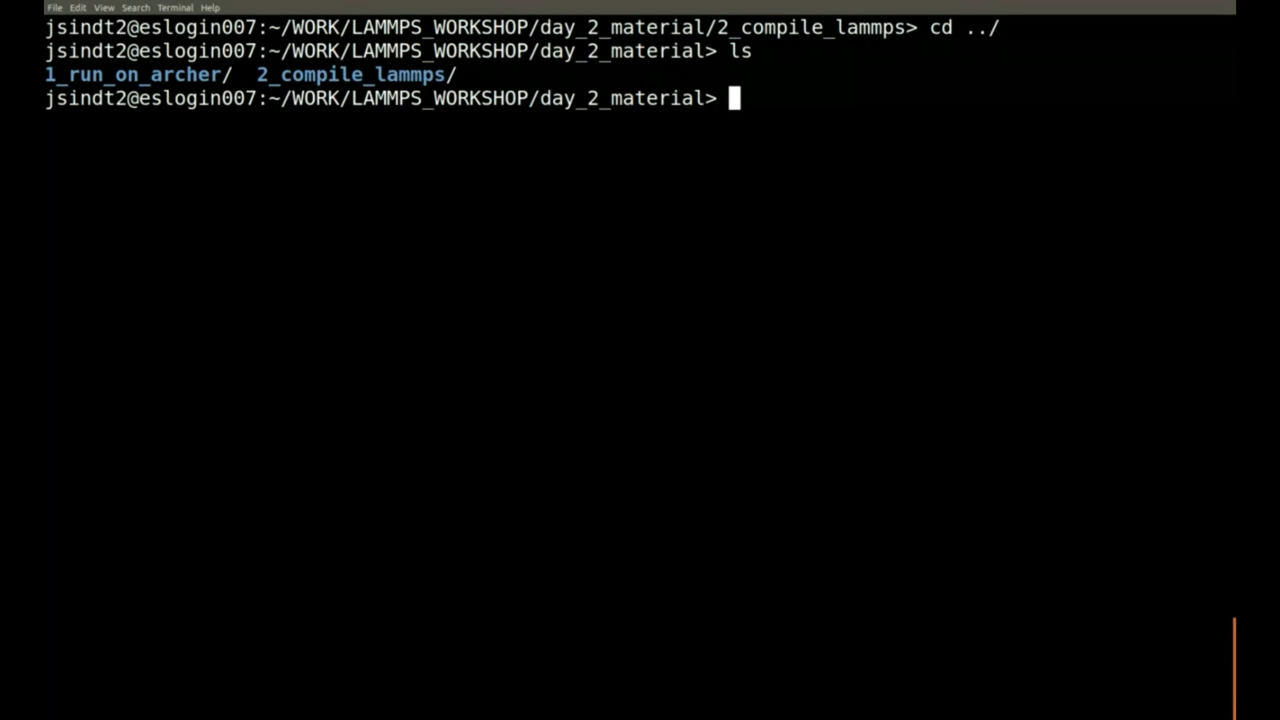 File Edit View Search Terminal Help
jsindt2@eslogin007:~/WORK/LAMMPS_WORKSHOP/day_2_material/2_compile_lammps> cd ../
jsindt2@eslogin007:~/WORK/LAMMPS_WORKSHOP/day_2_material> ls
1_run_on_archer/  2_compile_lammps/
jsindt2@eslogin007:~/WORK/LAMMPS_WORKSHOP/day_2_material>